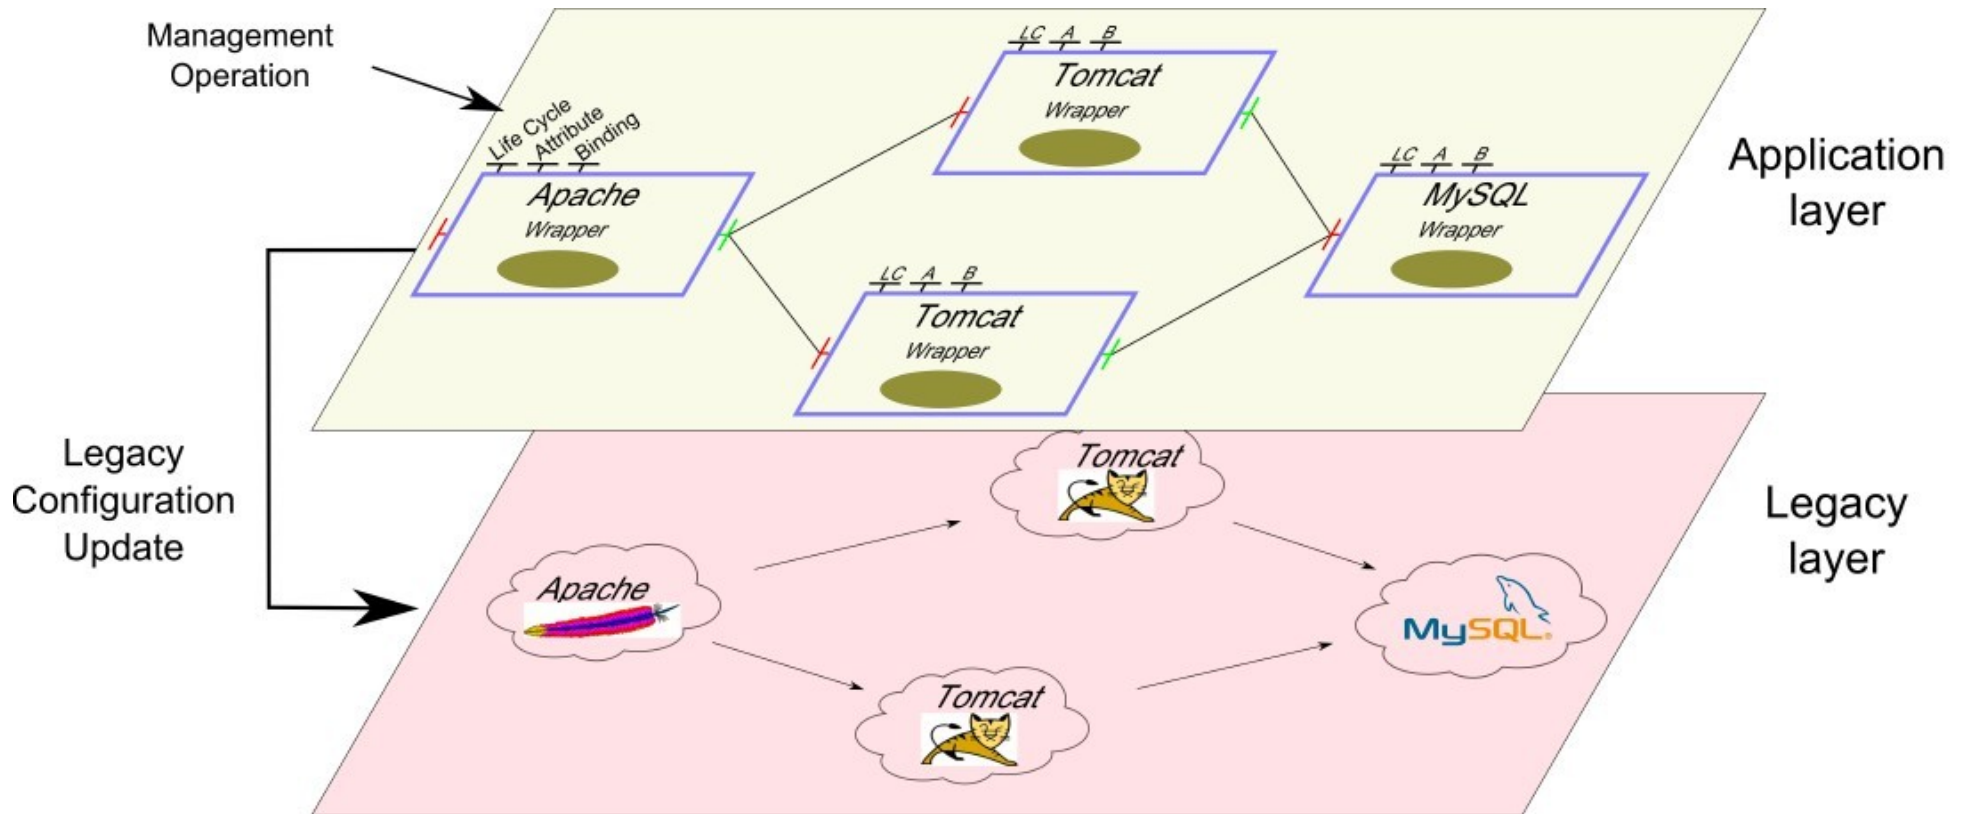 Management
Operation
LC A B
Tomcat
Wrapper
Life Cycle
Attribute
Binding
Apache
Wrapper
LC A B
MySQL
Wrapper
Application
layer
LC A B
Tomcat
Wrapper
Legacy
Configuration
Update
Tomcat
Legacy
layer
Apache
MySQL®
Tomcat